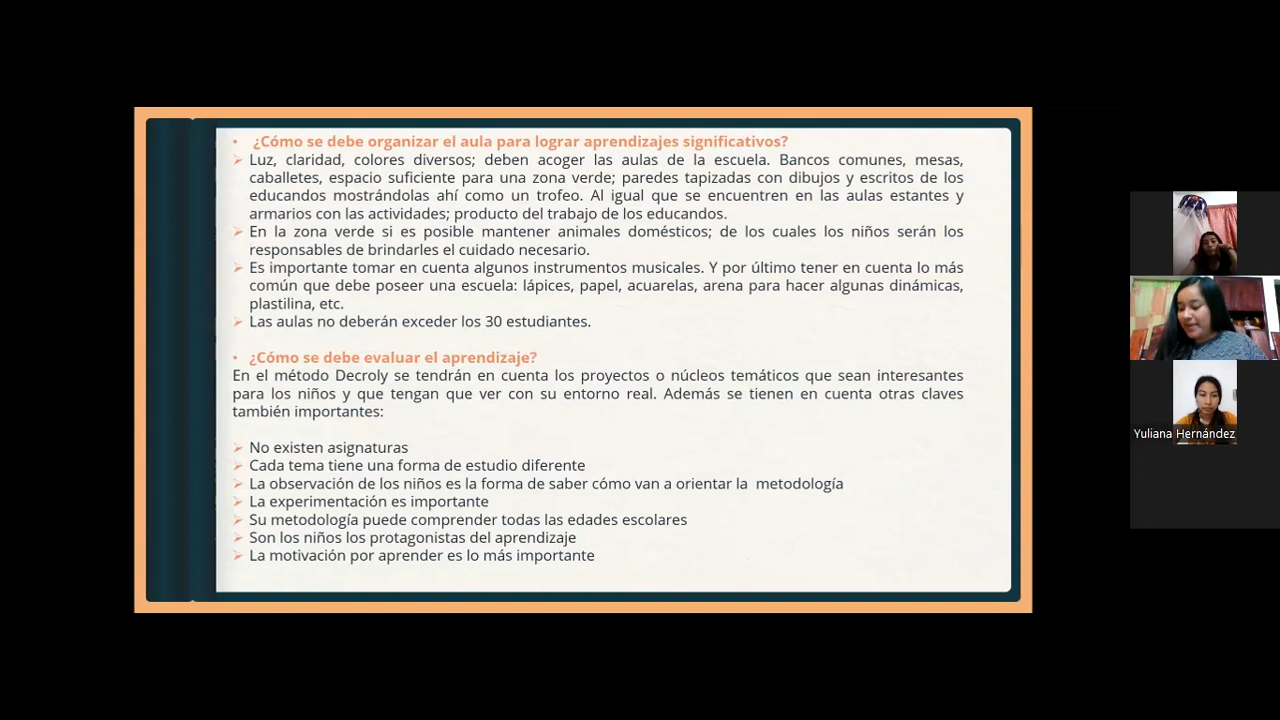 • ¿Cómo se debe organizar el aula para lograr aprendizajes significativos?
➢ Luz, claridad, colores diversos; deben acoger las aulas de la escuela. Bancos comunes, mesas,
caballetes, espacio suficiente para una zona verde; paredes tapizadas con dibujos y escritos de los
educandos mostrándolas ahí como un trofeo. Al igual que se encuentren en las aulas estantes y
armarios con las actividades; producto del trabajo de los educandos.
➢ En la zona verde si es posible mantener animales domésticos; de los cuales los niños serán los
responsables de brindarles el cuidado necesario.
➢ Es importante tomar en cuenta algunos instrumentos musicales. Y por último tener en cuenta lo más
común que debe poseer una escuela: lápices, papel, acuarelas, arena para hacer algunas dinámicas,
plastilina, etc.
➢ Las aulas no deberán exceder los 30 estudiantes.
• ¿Cómo se debe evaluar el aprendizaje?
En el método Decroly se tendrán en cuenta los proyectos o núcleos temáticos que sean interesantes
para los niños y que tengan que ver con su entorno real. Además se tienen en cuenta otras claves
también importantes:
➢ No existen asignaturas
➢ Cada tema tiene una forma de estudio diferente
➢ La observación de los niños es la forma de saber cómo van a orientar la metodología
➢ La experimentación es importante
➢ Su metodología puede comprender todas las edades escolares
➢ Son los niños los protagonistas del aprendizaje
➢ La motivación por aprender es lo más importante
Yuliana Hernández